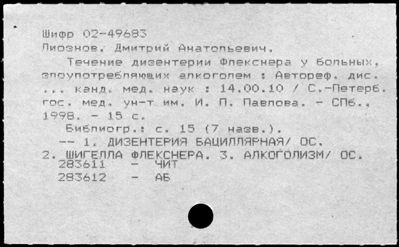 Шифр 02-49683
Лиознов, Дмитрий Анатольевич.
Течение дизентерии Флекснера у больных,
злоупотребляющих алкоголем : Автореф. дис.
... канд. мед. наук : 14.00.10 / С.-Петерб.
гос. мед. ун-т им. И. П. Павлова. - СПб.,
1998. - 15 с.
Библиогр.: с. 15 (7 назв.).
-- 1. ДИЗЕНТЕРИЯ БАЦИЛЛЯРНАЯ/ ОС.
2. ШИГЕЛЛА ФЛЕКСНЕРА. 3. АЛКОГОЛИЗМ/ ОС.
283611 - ЧИТ
283612 - АБ